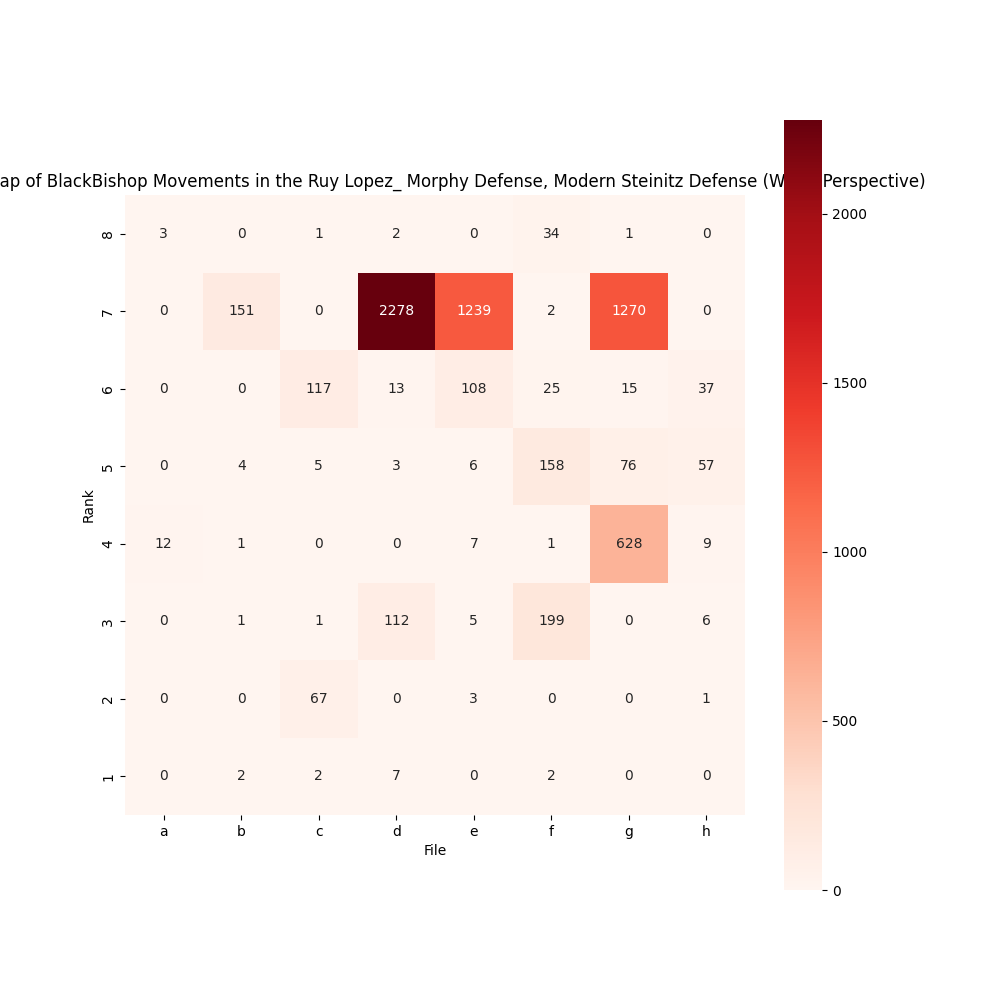 ap of BlackBishop Movements in the Ruy Lopez_ Morphy Defense, Modern Steinitz Defense (W Perspective)
8 3 0 1 2 0 34 1 0
7 0 151 0 2278 1239 2 1270 0
6 0 0 117 13 108 25 15 37
5 0 4 5 3 6 158 76 57
4 12 1 0 0 7 1 628 9
3 0 1 1 112 5 199 0 6
2 0 0 67 0 3 0 0 1
1 0 2 2 7 0 2 0 0
a b c d e f g h
File
Rank
2000
1500
1000
500
0